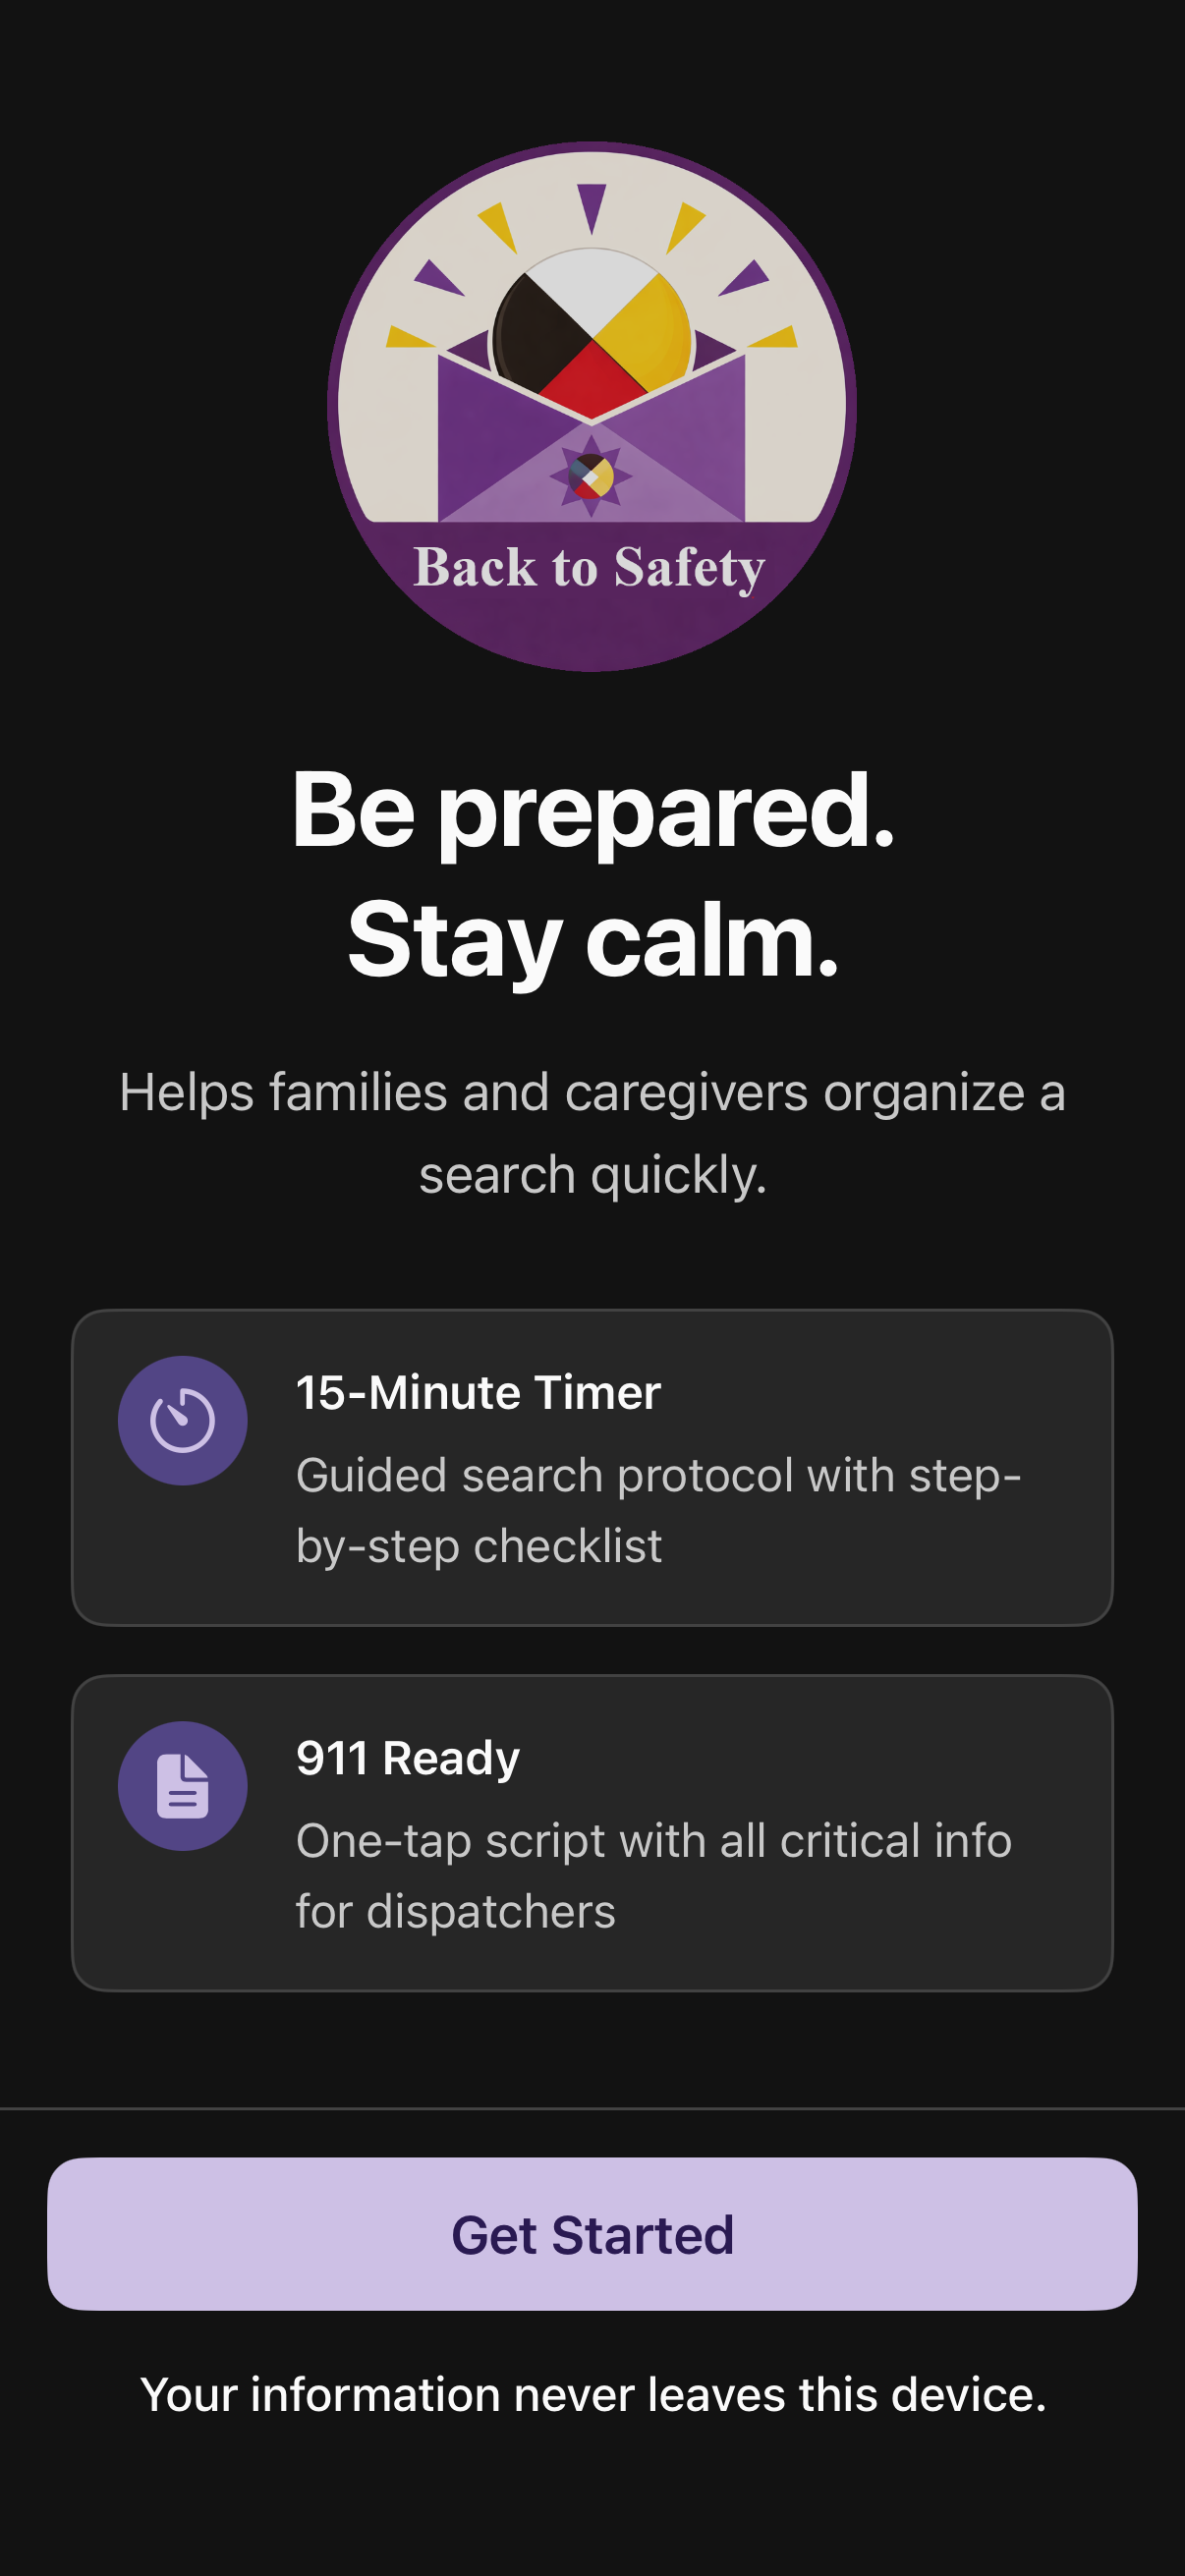 Back to Safety
Be prepared.
Stay calm.
Helps families and caregivers organize a
search quickly.
15-Minute Timer
Guided search protocol with step-
by-step checklist
911 Ready
One-tap script with all critical info
for dispatchers
Get Started
Your information never leaves this device.